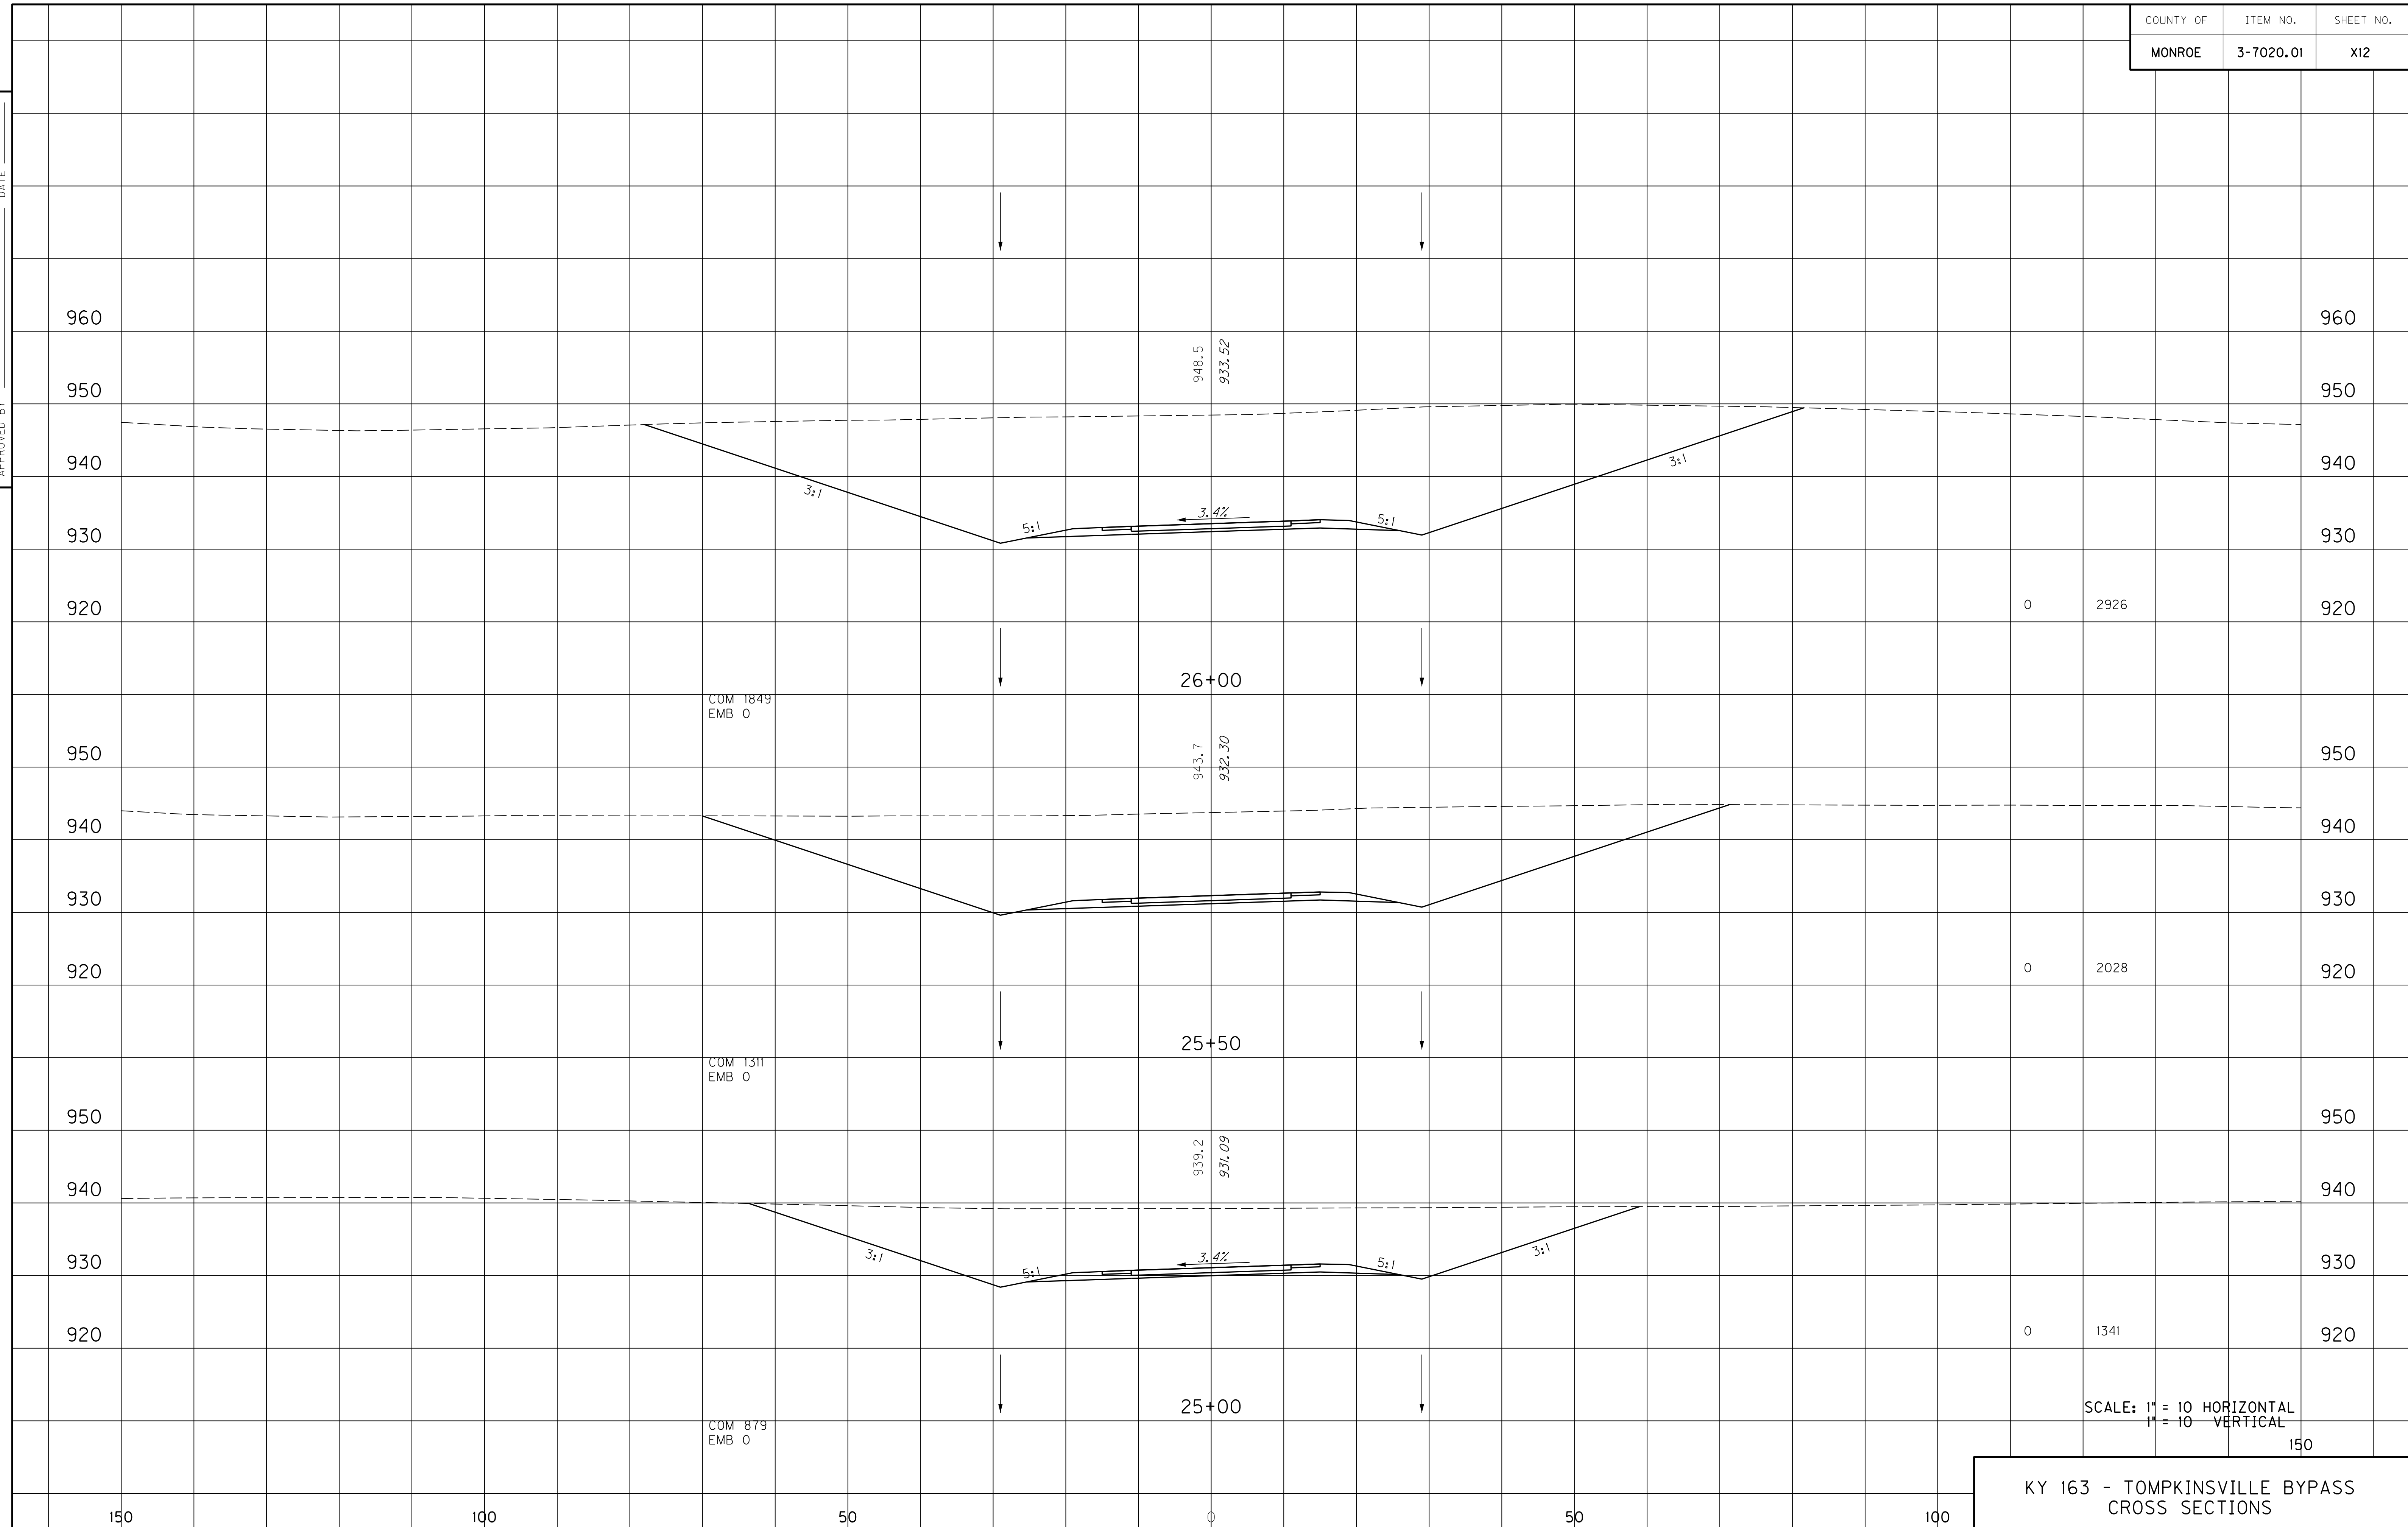 COUNTY OF ITEM NO. SHEET NO.
MONROE 3-7020.01 X12
DATE
APPROVED BY
960 960
948.5 933.52
950 950
940 940
3:1 3:1
5:1 3.4% 5:1
930 930
920 0 2926 920
26+00
COM 1849
EMB 0
943.7 932.30
950 950
940 940
930 930
920 0 2028 920
25+50
COM 1311
EMB 0
950 950
939.2 931.09
940 940
3:1 3:1
930 3.4% 930
5:1 5:1
920 0 1341 920
25+00
SCALE: 1" = 10 HORIZONTAL
1" = 10 VERTICAL
COM 879
EMB 0
150
KY 163 - TOMPKINSVILLE BYPASS
CROSS SECTIONS
150 100 50 0 50 100